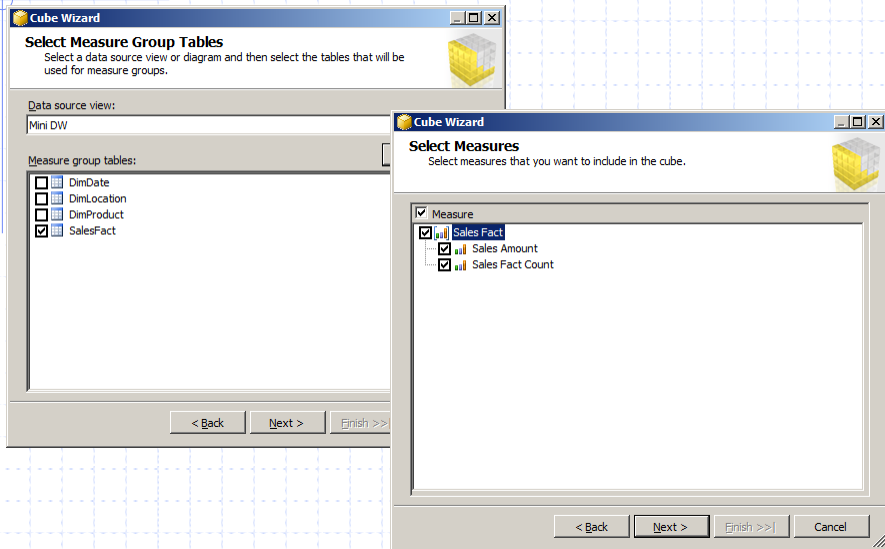 Cube Wizard
Select Measure Group Tables
Select a data source view or diagram and then select the tables that will be
used for measure groups.
Data source view:
Mini DW
Measure group tables:
DimDate
DimLocation
DimProduct
SalesFact
< Back
Next >
Finish >>|
Cube Wizard
Select Measures
Select measures that you want to include in the cube.
Measure
Sales Fact
Sales Amount
Sales Fact Count
< Back
Next >
Finish >>|
Cancel